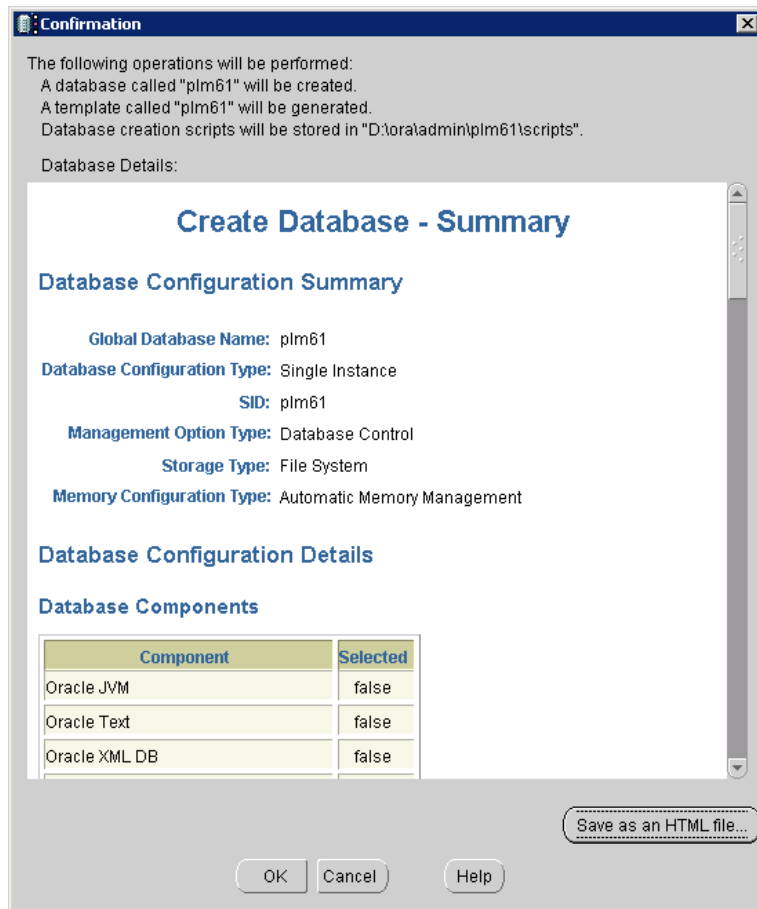 Confirmation
The following operations will be performed:
A database called "plm61" will be created.
A template called "plm61" will be generated.
Database creation scripts will be stored in "D:\ora\admin\plm61\scripts".
Database Details:
Create Database - Summary
Database Configuration Summary
Global Database Name: plm61
Database Configuration Type: Single Instance
SID: plm61
Management Option Type: Database Control
Storage Type: File System
Memory Configuration Type: Automatic Memory Management
Database Configuration Details
Database Components
Component Selected
Oracle JVM false
Oracle Text false
Oracle XML DB false
Save as an HTML file...
OK Cancel Help